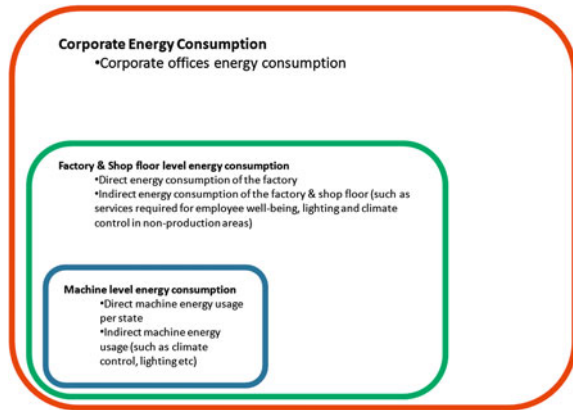 Corporate Energy Consumption
•Corporate offices energy consumption
Factory & Shop floor level energy consumption
•Direct energy consumption of the factory
•Indirect energy consumption of the factory & shop floor (such as
services required for employee well-being, lighting and climate
control in non-production areas)
Machine level energy consumption
•Direct machine energy usage
per state
•Indirect machine energy
usage (such as climate
control, lighting etc)